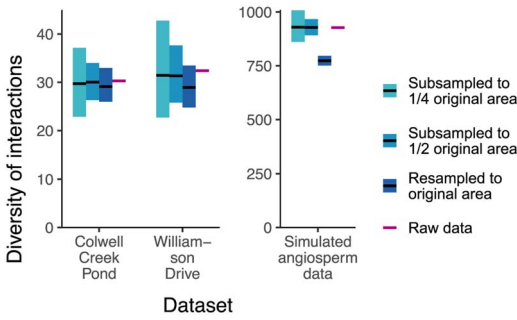 Diversity of interactions
40
30
20
10
0
1000
750
500
250
0
Colwell
Creek
Pond
William–
son
Drive
Simulated
angiosperm
data
Dataset
Subsampled to
1/4 original area
Subsampled to
1/2 original area
Resampled to
original area
Raw data